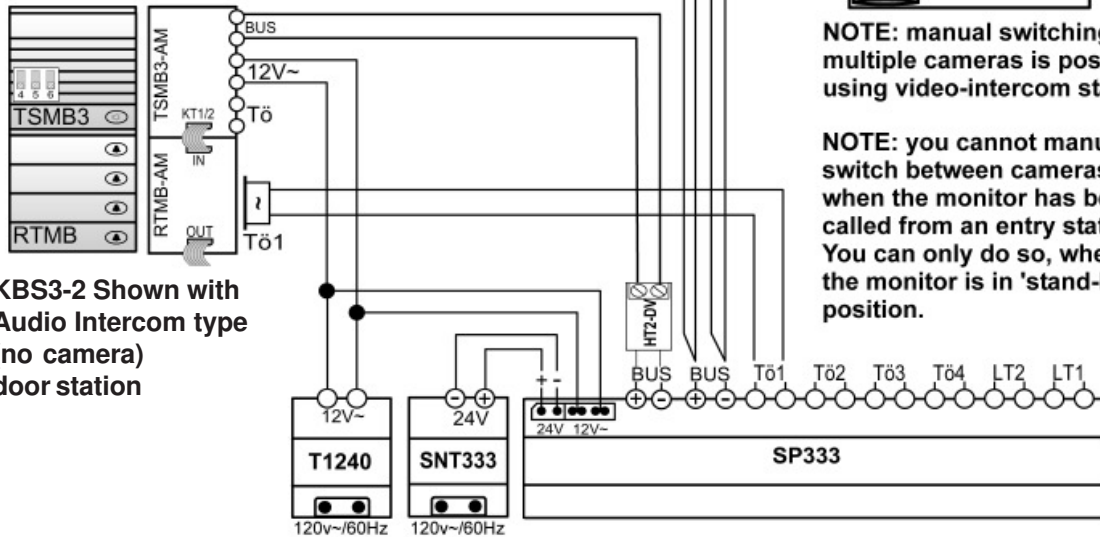 BUS
12V~
Tö
TSMB3-AM
KT1/2
IN
RTMB-AM
OUT
Tö1
4 5 6
TSMB3
RTMB
KBS3-2 Shown with
Audio Intercom type
no camera)
door station
NOTE: manual switching
multiple cameras is pos
using video-intercom st
NOTE: you cannot manu
switch between cameras
when the monitor has be
called from an entry stat
You can only do so, whe
the monitor is in 'stand-
position.
HT2-DV
BUS BUS Tö1 Tö2 Tö3 Tö4 LT2 LT1
+ -
- +
+ - + -
12V~
24V
24V 12V~
T1240
SNT333
SP333
120v~/60Hz
120v~/60Hz